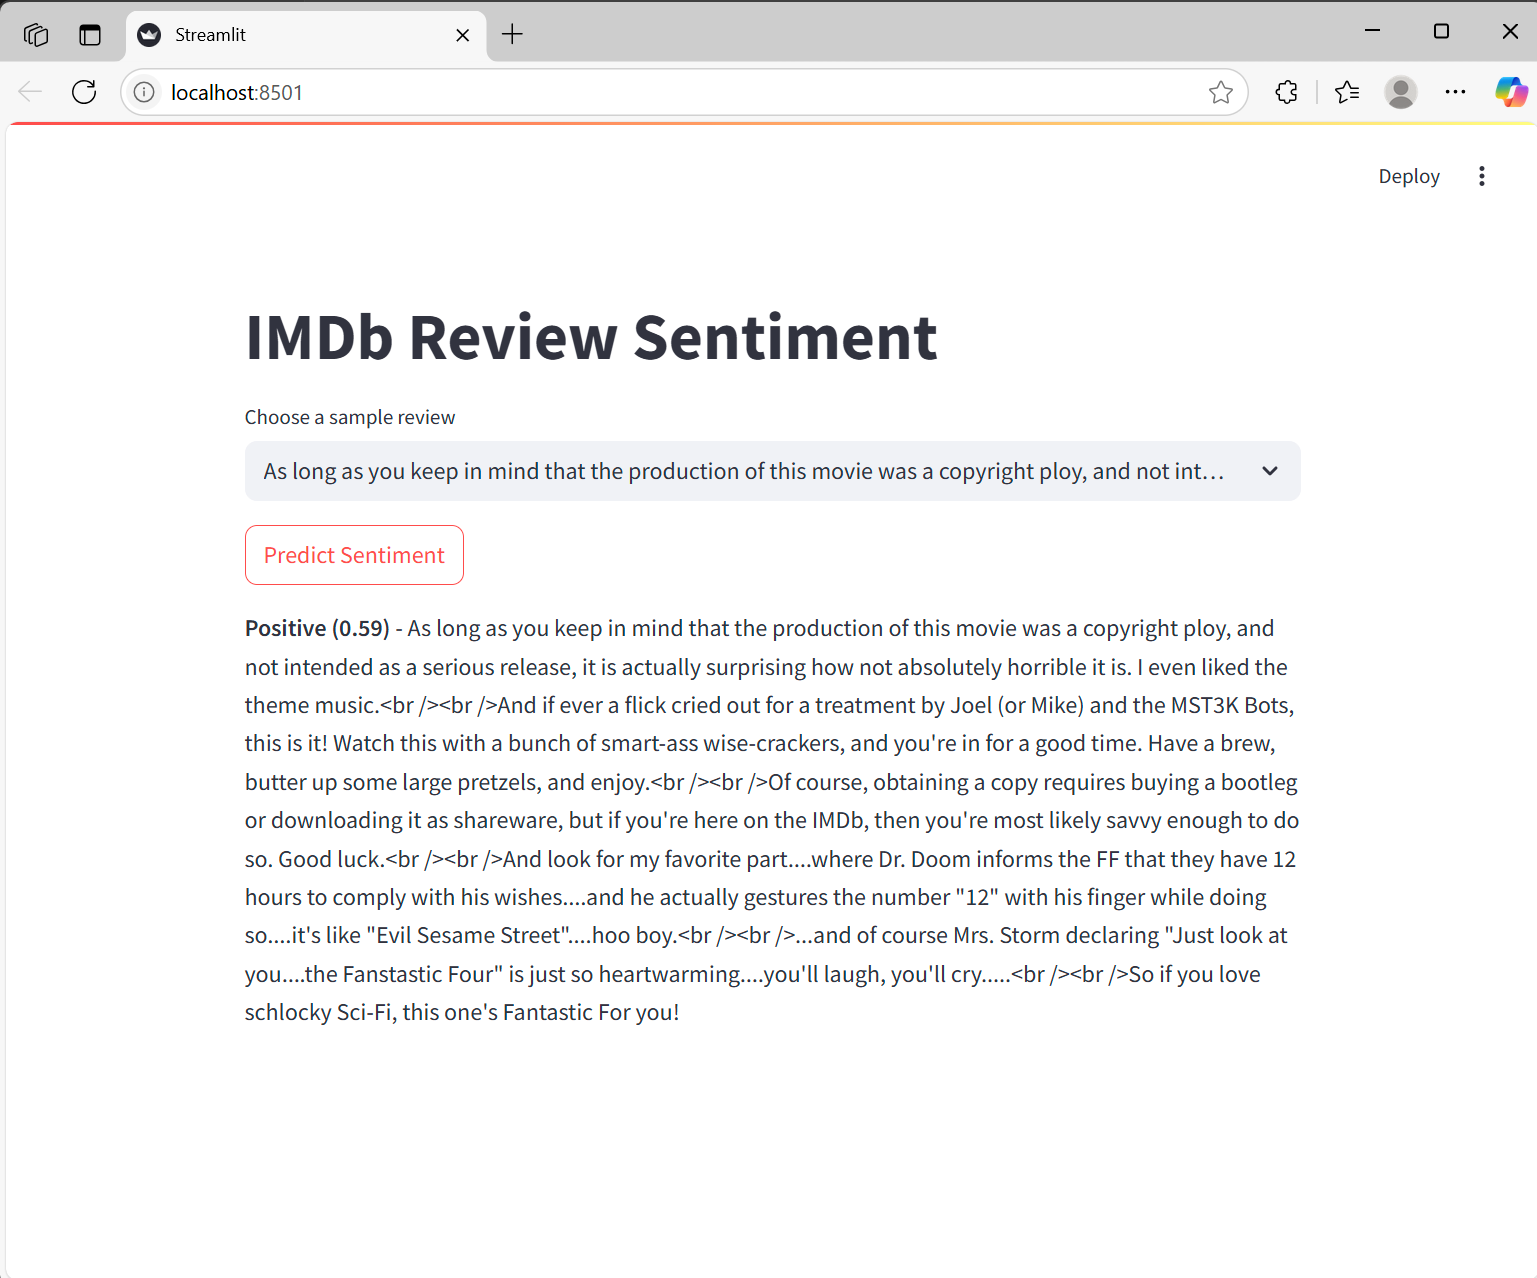 Streamlit
localhost:8501
Deploy
IMDb Review Sentiment
Choose a sample review
As long as you keep in mind that the production of this movie was a copyright ploy, and not int…
Predict Sentiment
Positive (0.59) - As long as you keep in mind that the production of this movie was a copyright ploy, and
not intended as a serious release, it is actually surprising how not absolutely horrible it is. I even liked the
theme music.<br /><br />And if ever a flick cried out for a treatment by Joel (or Mike) and the MST3K Bots,
this is it! Watch this with a bunch of smart-ass wise-crackers, and you're in for a good time. Have a brew,
butter up some large pretzels, and enjoy.<br /><br />Of course, obtaining a copy requires buying a bootleg
or downloading it as shareware, but if you're here on the IMDb, then you're most likely savvy enough to do
so. Good luck.<br /><br />And look for my favorite part....where Dr. Doom informs the FF that they have 12
hours to comply with his wishes....and he actually gestures the number "12" with his finger while doing
so....it's like "Evil Sesame Street"....hoo boy.<br /><br />...and of course Mrs. Storm declaring "Just look at
you....the Fanstastic Four" is just so heartwarming....you'll laugh, you'll cry.....<br /><br />So if you love
schlocky Sci-Fi, this one's Fantastic For you!